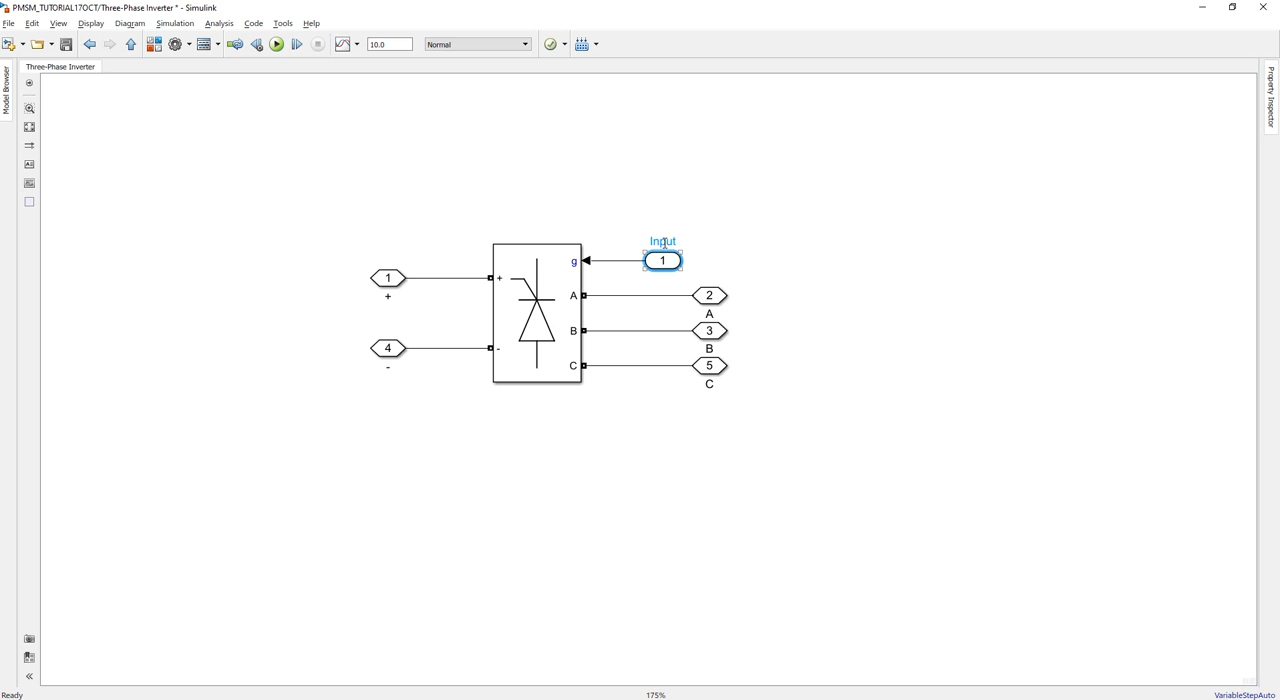 PMSM_TUTORIAL17OCT/Three-Phase Inverter * - Simulink
File Edit View Display Diagram Simulation Analysis Code Tools Help
10.0 Normal
Three-Phase Inverter
Model Browser
Property Inspector
Input
g 1
1 +
+
A 2
A
B 3
4 -
B
-
C 5
C
Ready 175% VariableStepAuto